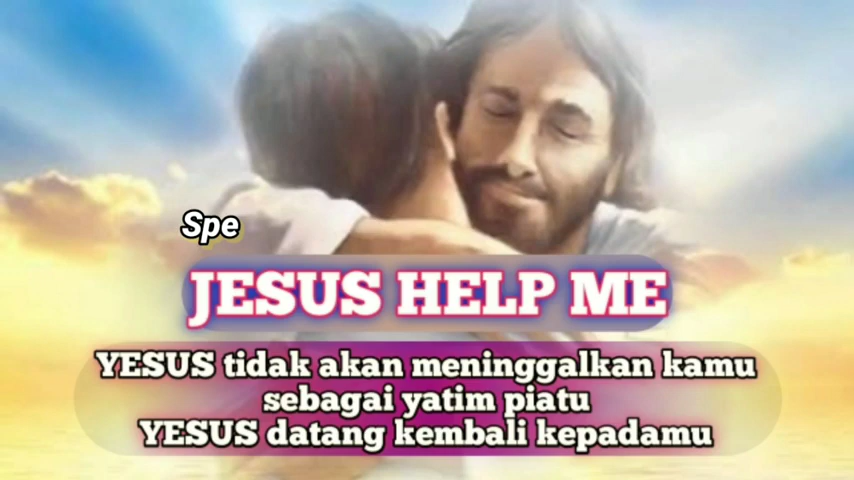 Spe
JESUS HELP ME
YESUS tidak akan meninggalkan kamu
sebagai yatim piatu
YESUS datang kembali kepadamu